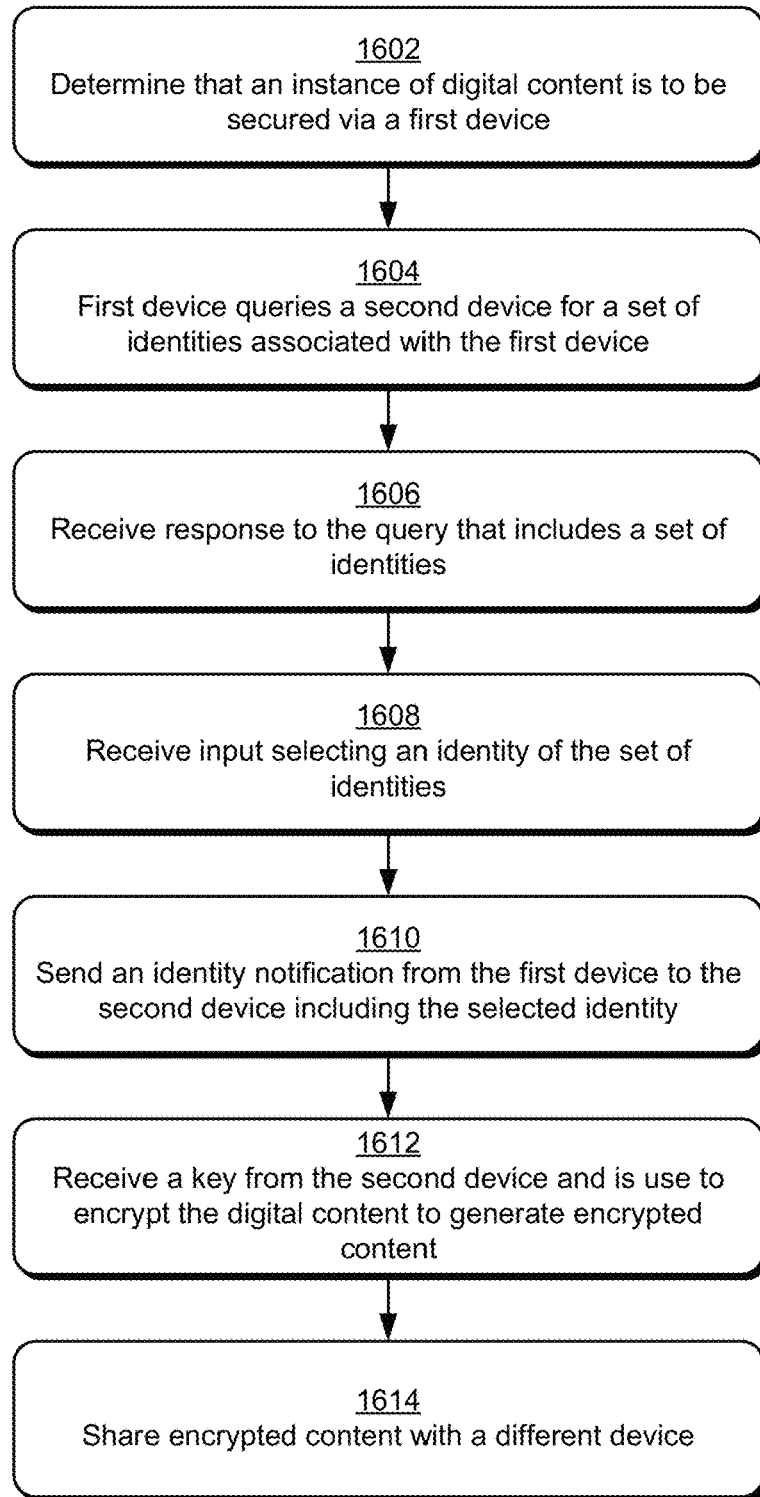 1602
Determine that an instance of digital content is to be
secured via a first device
1604
First device queries a second device for a set of
identities associated with the first device
1606
Receive response to the query that includes a set of
identities
1608
Receive input selecting an identity of the set of
identities
1610
Send an identity notification from the first device to the
second device including the selected identity
1612
Receive a key from the second device and is use to
encrypt the digital content to generate encrypted
content
1614
Share encrypted content with a different device